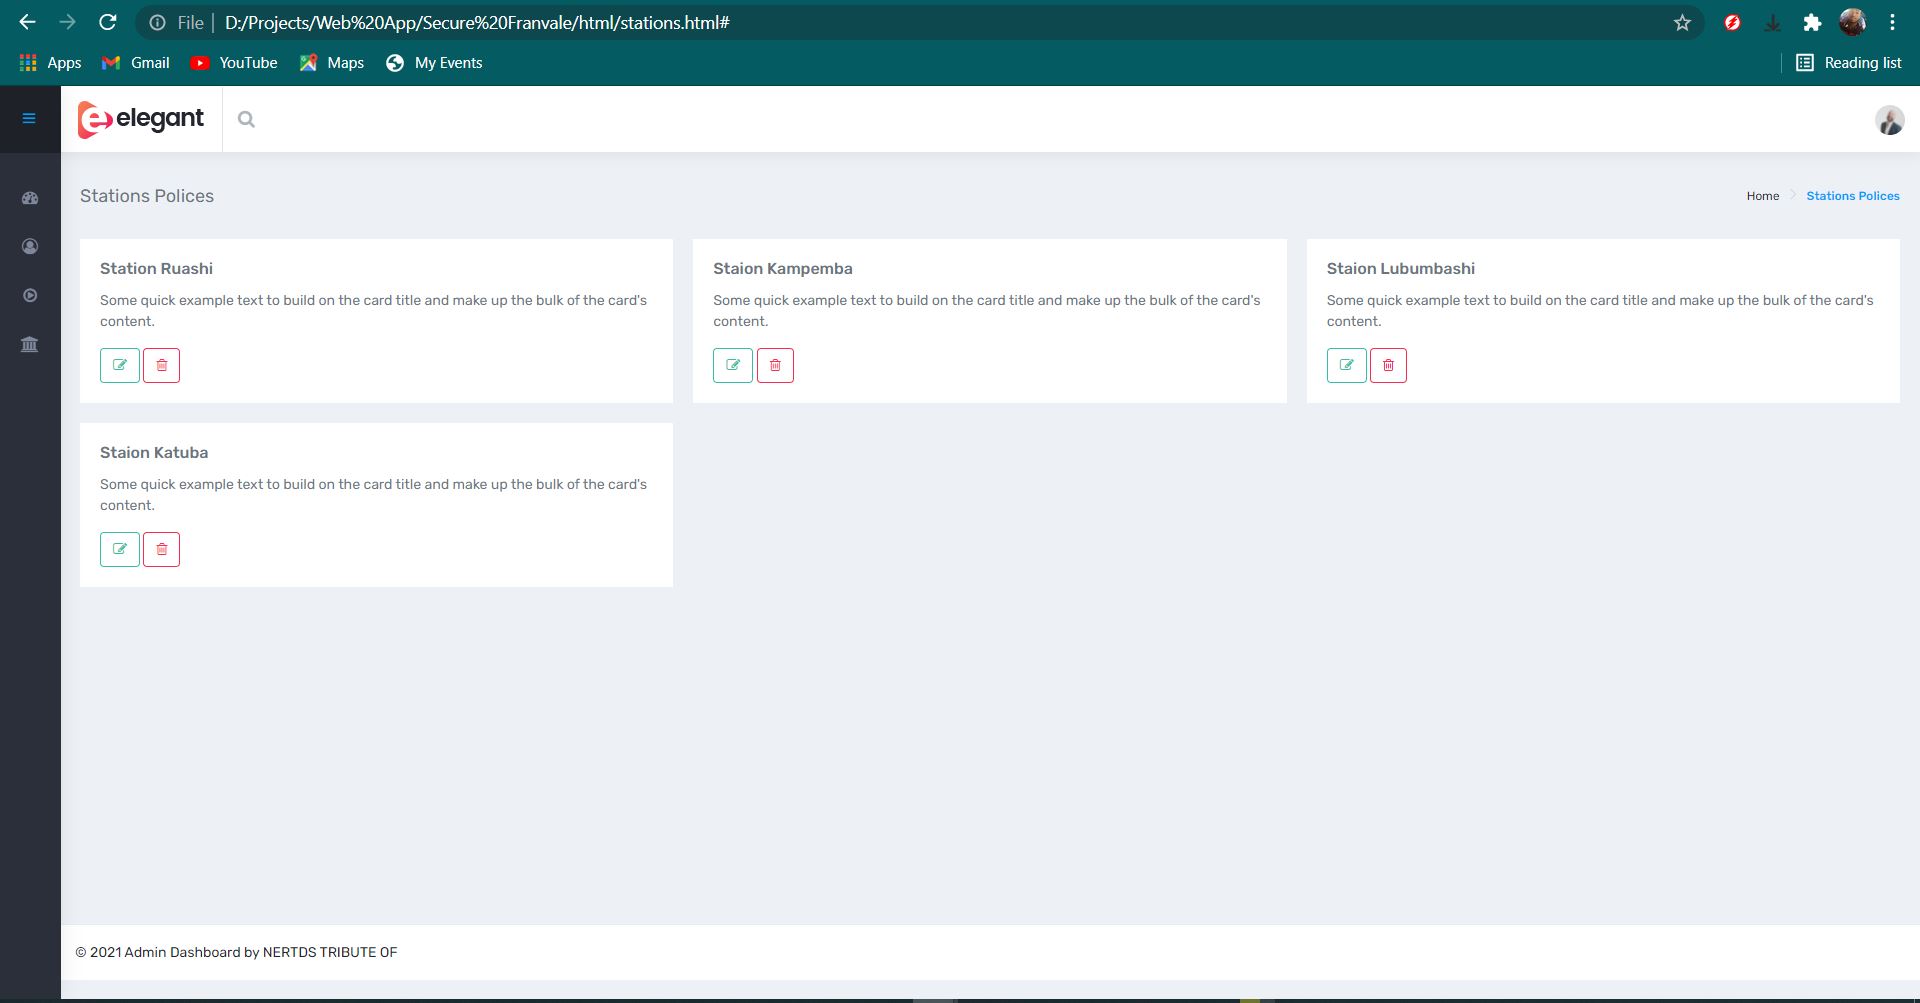 File | D:/Projects/Web%20App/Secure%20Franvale/html/stations.html#
Apps Gmail YouTube Maps My Events Reading list
elegant
Stations Polices
Home Stations Polices
Station Ruashi
Some quick example text to build on the card title and make up the bulk of the card's
content.
Staion Kampemba
Some quick example text to build on the card title and make up the bulk of the card's
content.
Staion Lubumbashi
Some quick example text to build on the card title and make up the bulk of the card's
content.
Staion Katuba
Some quick example text to build on the card title and make up the bulk of the card's
content.
© 2021 Admin Dashboard by NERTDS TRIBUTE OF